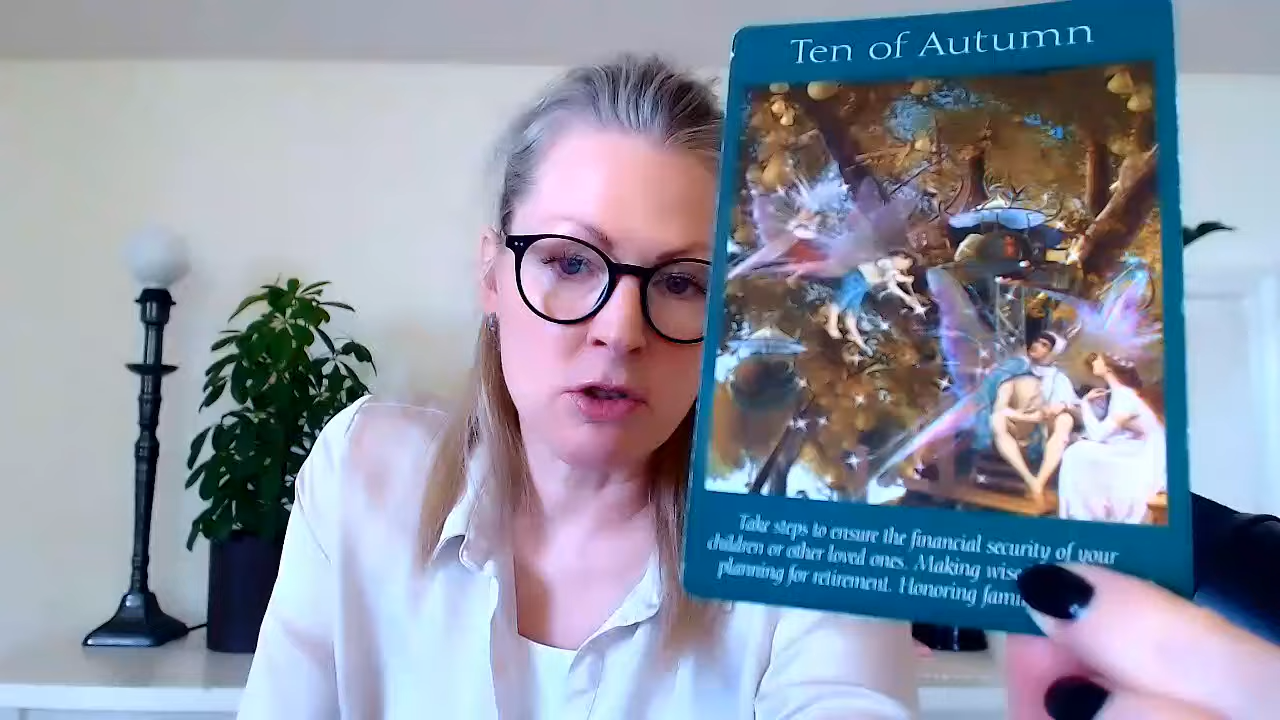 Ten of Autumn
Take steps to ensure the financial security of your
children or other loved ones. Making wise
planning for retirement. Honoring